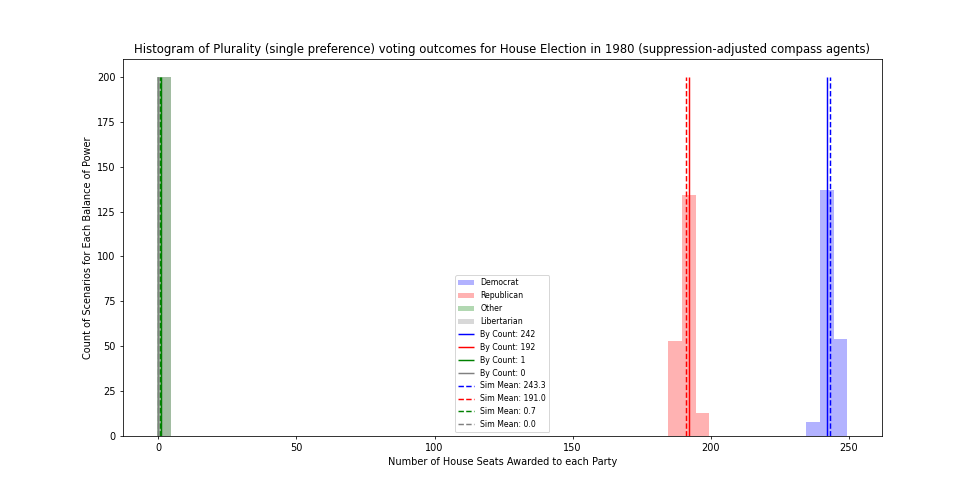 Histogram of Plurality (single preference) voting outcomes for House Election in 1980 (suppression-adjusted compass agents)
Count of Scenarios for Each Balance of Power
200
175
150
125
100
75
50
25
0
Democrat
Republican
Other
Libertarian
By Count: 242
By Count: 192
By Count: 1
By Count: 0
Sim Mean: 243.3
Sim Mean: 191.0
Sim Mean: 0.7
Sim Mean: 0.0
0 50 100 150 200 250
Number of House Seats Awarded to each Party